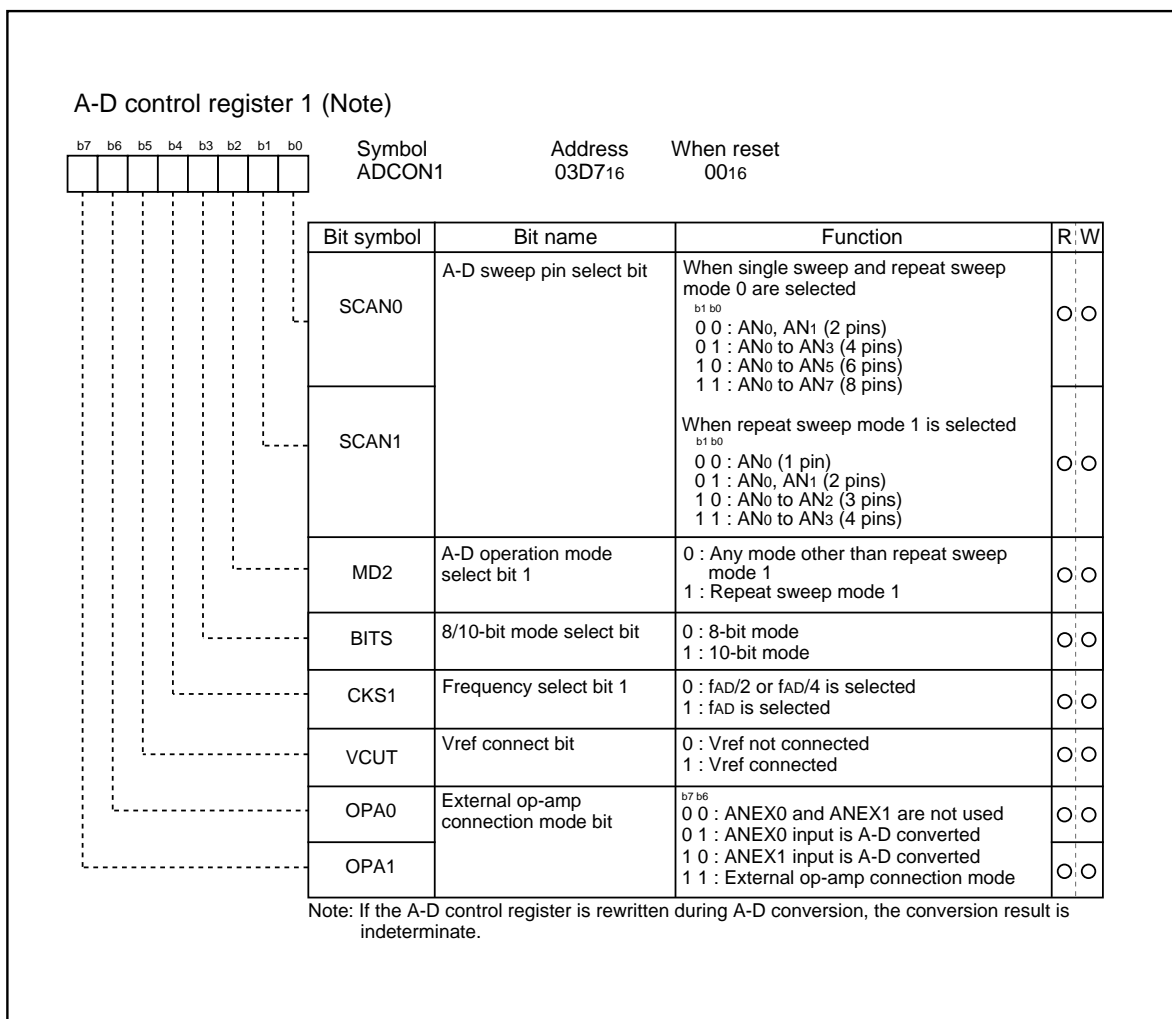 A-D control register 1 (Note)
b7 b6 b5 b4 b3 b2 b1 b0
Symbol Address When reset
ADCON1 03D716 0016
Bit symbol Bit name Function R W
SCAN0 A-D sweep pin select bit
When single sweep and repeat sweep
mode 0 are selected
b1 b0
0 0 : AN0, AN1 (2 pins)
0 1 : AN0 to AN3 (4 pins)
1 0 : AN0 to AN5 (6 pins)
1 1 : AN0 to AN7 (8 pins)
SCAN1
When repeat sweep mode 1 is selected
b1 b0
0 0 : AN0 (1 pin)
0 1 : AN0, AN1 (2 pins)
1 0 : AN0 to AN2 (3 pins)
1 1 : AN0 to AN3 (4 pins)
MD2
A-D operation mode
select bit 1
0 : Any mode other than repeat sweep
mode 1
1 : Repeat sweep mode 1
BITS
8/10-bit mode select bit
0 : 8-bit mode
1 : 10-bit mode
CKS1
Frequency select bit 1
0 : fAD/2 or fAD/4 is selected
1 : fAD is selected
VCUT
Vref connect bit
0 : Vref not connected
1 : Vref connected
OPA0
External op-amp
connection mode bit
b7 b6
0 0 : ANEX0 and ANEX1 are not used
0 1 : ANEX0 input is A-D converted
1 0 : ANEX1 input is A-D converted
1 1 : External op-amp connection mode
OPA1
Note: If the A-D control register is rewritten during A-D conversion, the conversion result is
indeterminate.